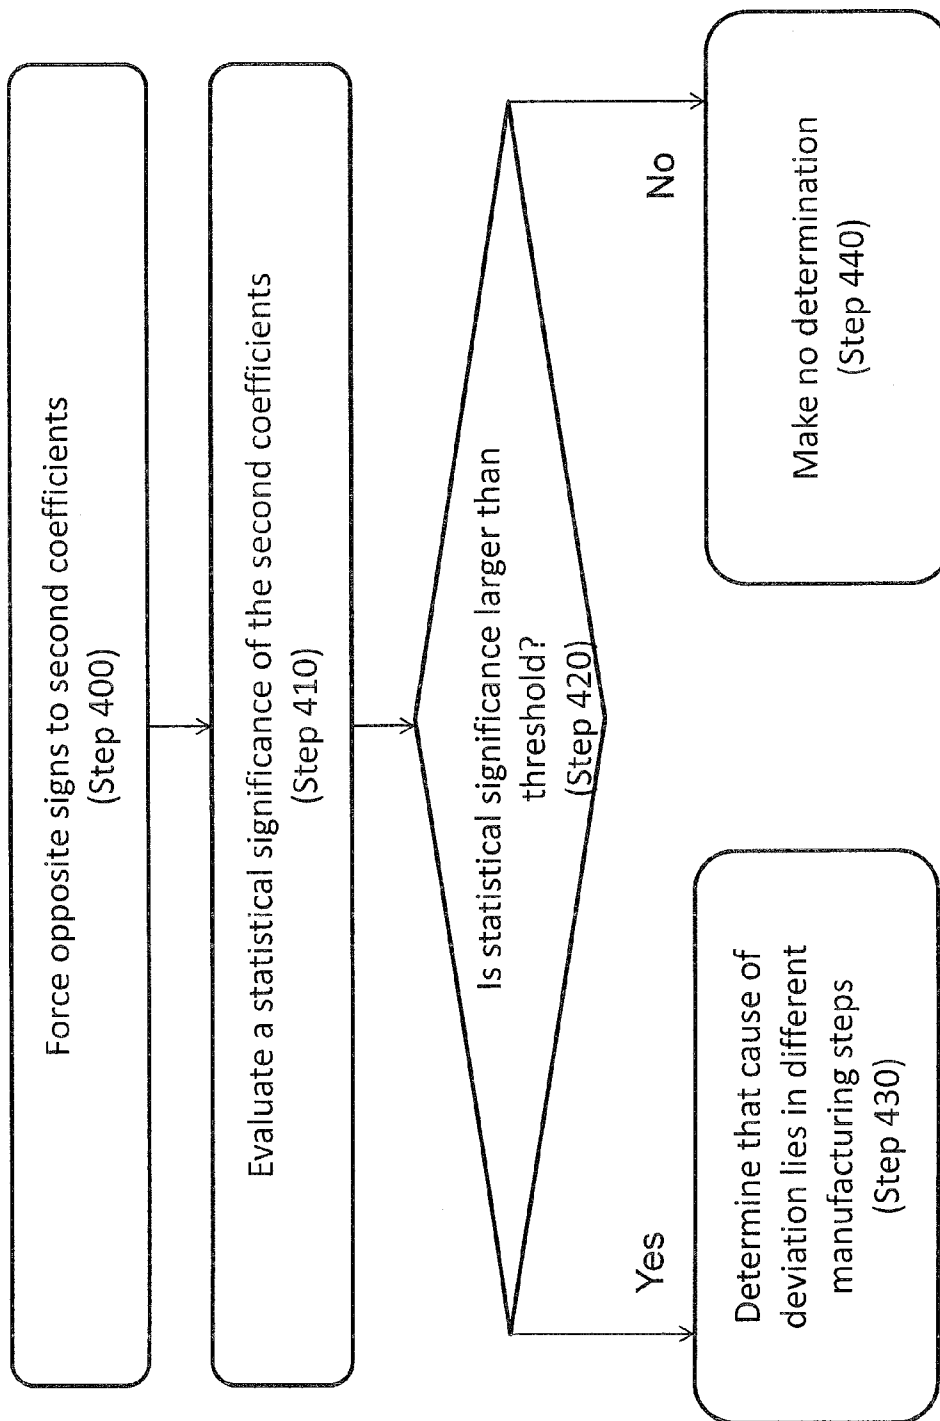 Force opposite signs to second coefficients
(Step 400)
Evaluate a statistical significance of the second coefficients
(Step 410)
Is statistical significance larger than
threshold?
(Step 420)
Yes
No
Determine that cause of
deviation lies in different
manufacturing steps
(Step 430)
Make no determination
(Step 440)